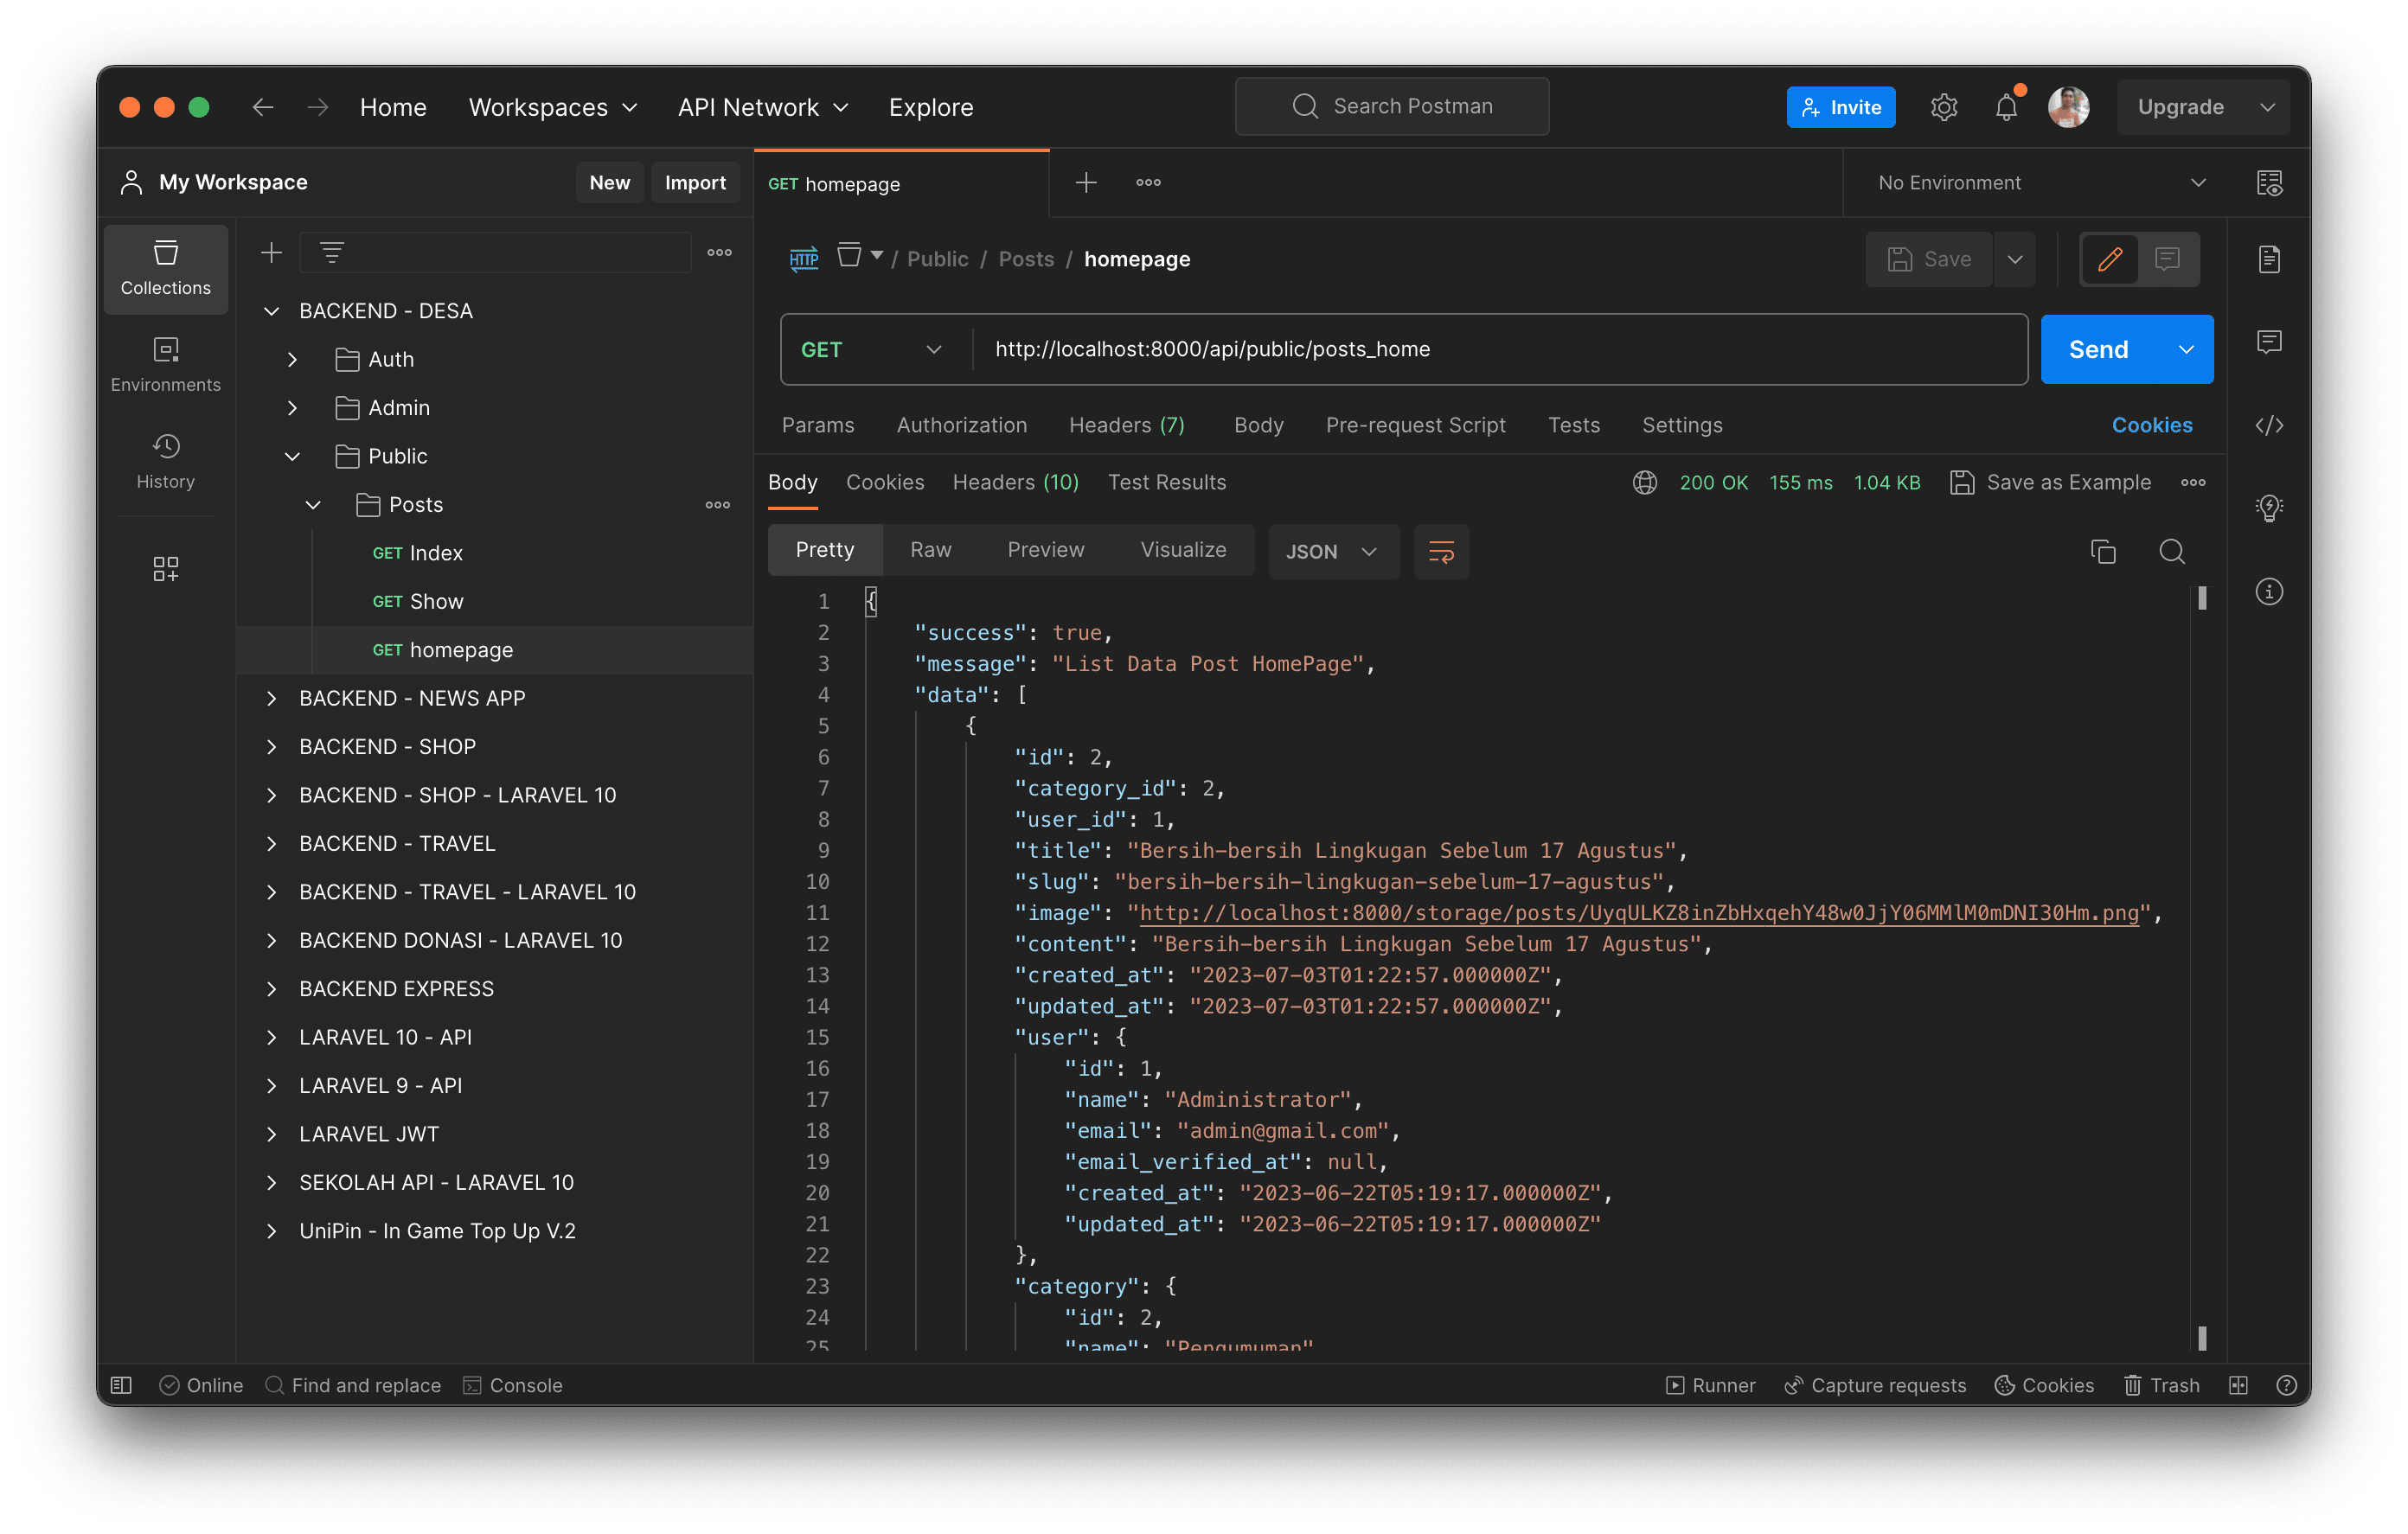 Home Workspaces API Network Explore Search Postman Invite Upgrade
My Workspace New Import
GET homepage No Environment
Collections
Environments
History
BACKEND - DESA
Auth
Admin
Public
Posts
GET Index
GET Show
GET homepage
BACKEND - NEWS APP
BACKEND - SHOP
BACKEND - SHOP - LARAVEL 10
BACKEND - TRAVEL
BACKEND - TRAVEL - LARAVEL 10
BACKEND DONASI - LARAVEL 10
BACKEND EXPRESS
LARAVEL 10 - API
LARAVEL 9 - API
LARAVEL JWT
SEKOLAH API - LARAVEL 10
UniPin - In Game Top Up V.2
HTTP / Public / Posts / homepage Save
GET http://localhost:8000/api/public/posts_home Send
Params Authorization Headers (7) Body Pre-request Script Tests Settings Cookies
Body Cookies Headers (10) Test Results 200 OK 155 ms 1.04 KB Save as Example
Pretty Raw Preview Visualize JSON
1 {
2 "success": true,
3 "message": "List Data Post HomePage",
4 "data": [
5 {
6 "id": 2,
7 "category_id": 2,
8 "user_id": 1,
9 "title": "Bersih-bersih Lingkugan Sebelum 17 Agustus",
10 "slug": "bersih-bersih-lingkugan-sebelum-17-agustus",
11 "image": "http://localhost:8000/storage/posts/UyqULKZ8inZbHxqehY48w0JjY06MMlM0mDNI30Hm.png",
12 "content": "Bersih-bersih Lingkugan Sebelum 17 Agustus",
13 "created_at": "2023-07-03T01:22:57.000000Z",
14 "updated_at": "2023-07-03T01:22:57.000000Z",
15 "user": {
16 "id": 1,
17 "name": "Administrator",
18 "email": "admin@gmail.com",
19 "email_verified_at": null,
20 "created_at": "2023-06-22T05:19:17.000000Z",
21 "updated_at": "2023-06-22T05:19:17.000000Z"
22 },
23 "category": {
24 "id": 2,
25 "name": "Pengumuman"
Online Find and replace Console Runner Capture requests Cookies Trash